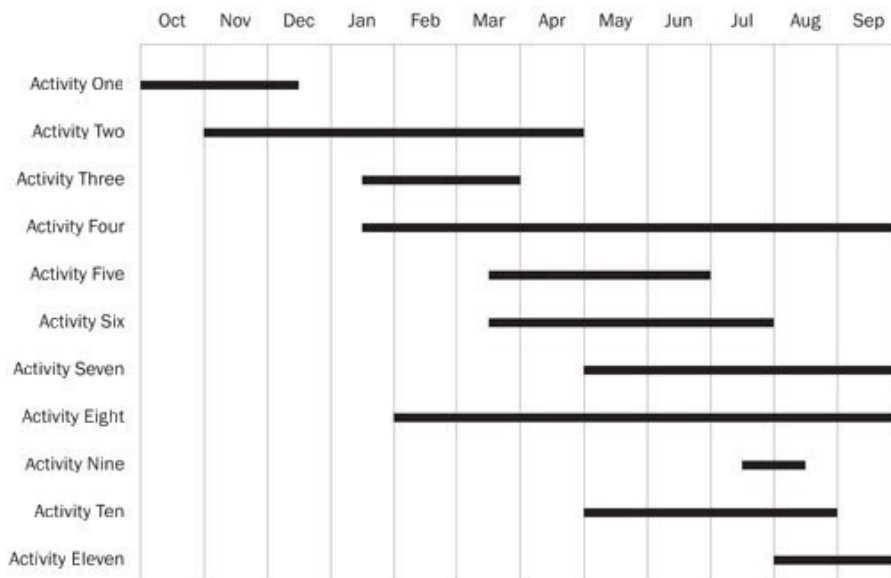 Oct Nov Dec Jan Feb Mar Apr May Jun Jul Aug Sep
Activity One
Activity Two
Activity Three
Activity Four
Activity Five
Activity Six
Activity Seven
Activity Eight
Activity Nine
Activity Ten
Activity Eleven